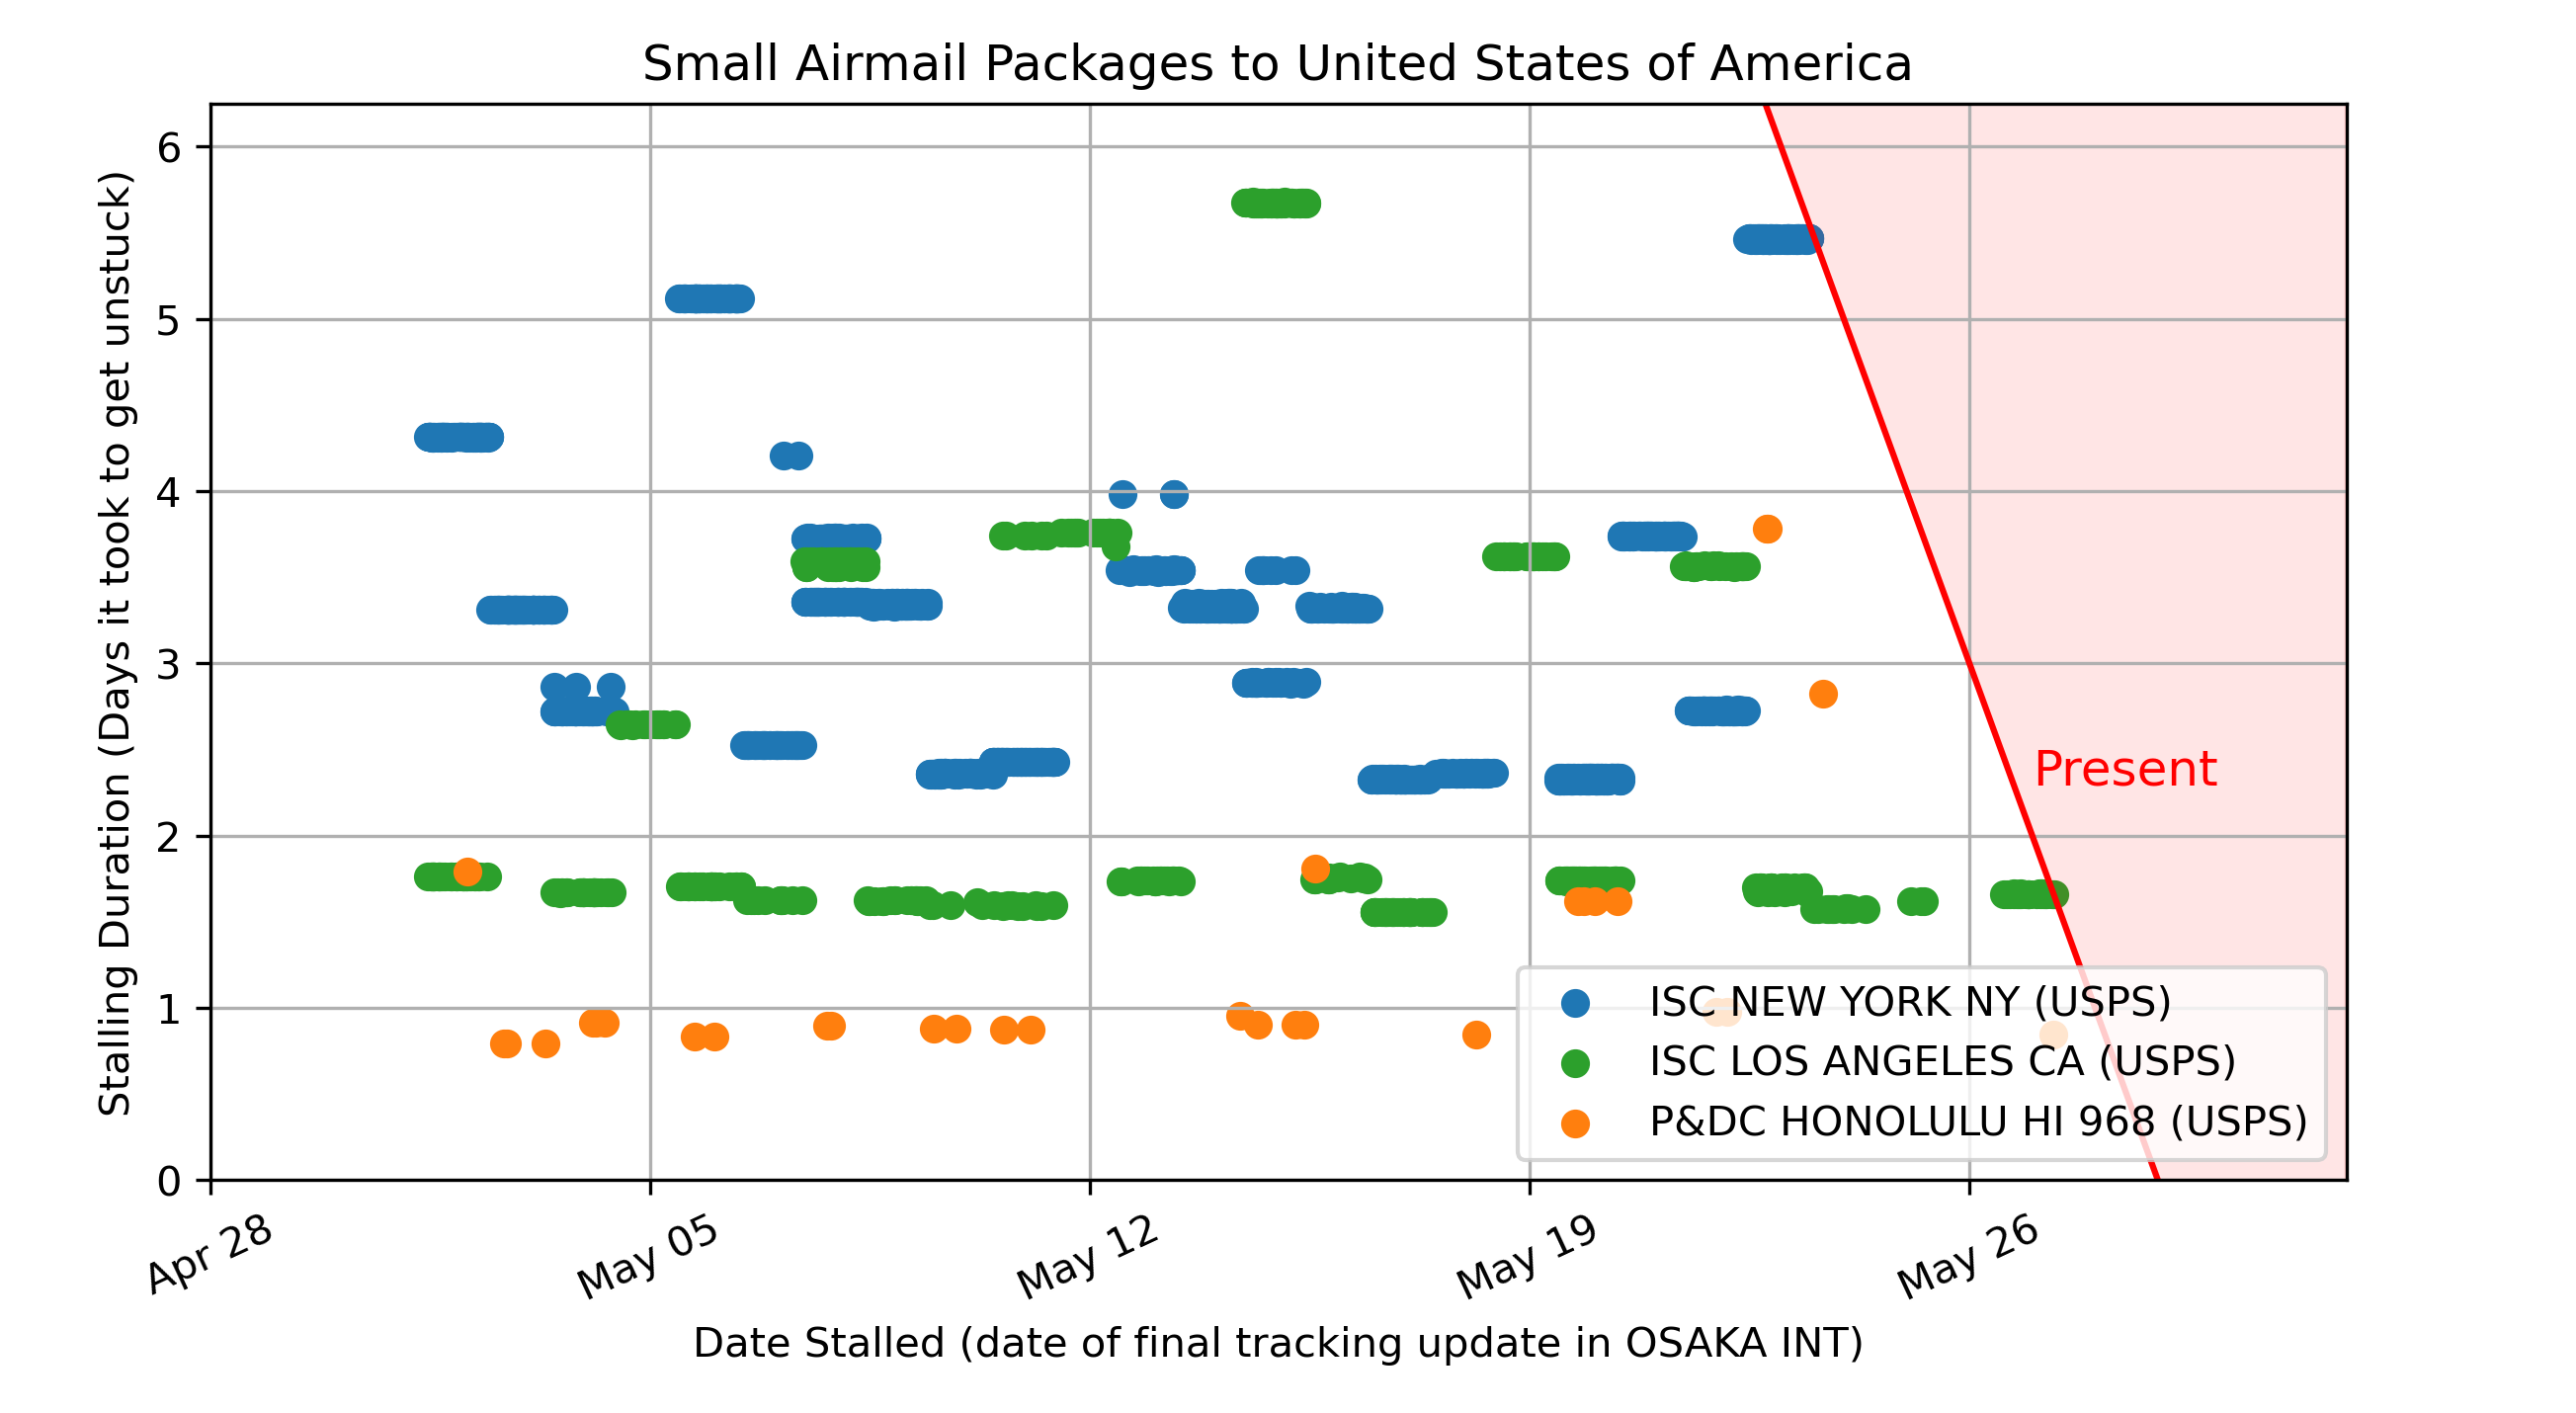 Small Airmail Packages to United States of America
Stalling Duration (Days it took to get unstuck)
6
5
4
3
2
1
0
Present
ISC NEW YORK NY (USPS)
ISC LOS ANGELES CA (USPS)
P&DC HONOLULU HI 968 (USPS)
Apr 28
May 05
May 12
May 19
May 26
Date Stalled (date of final tracking update in OSAKA INT)